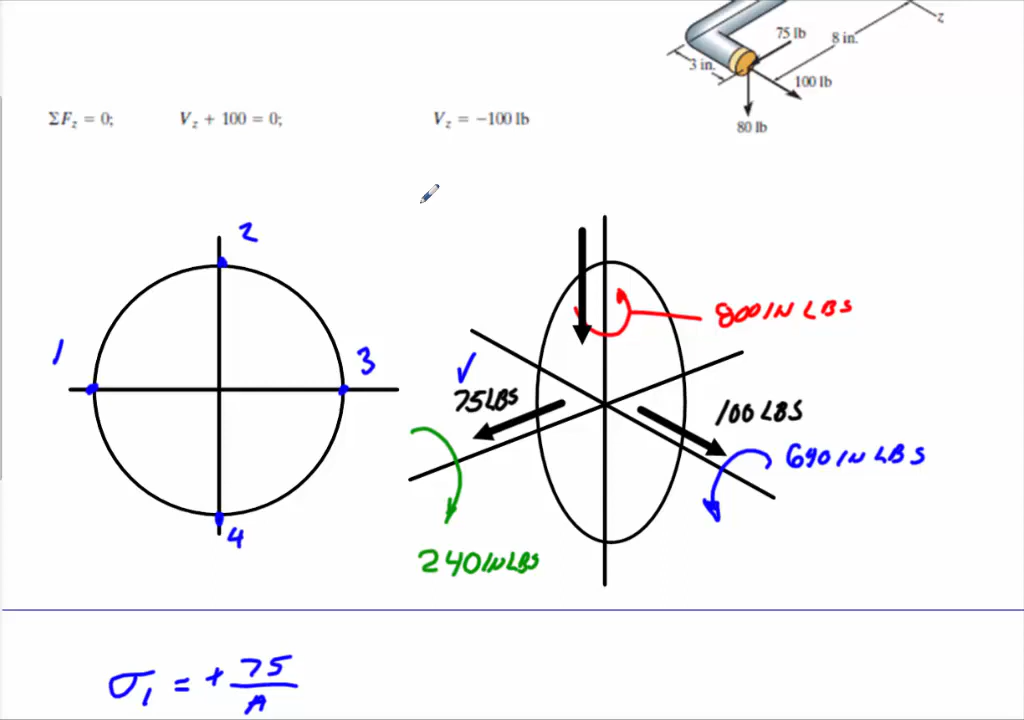 75 lb
8 in.
z
3 in.
100 lb
80 lb
ΣF_z = 0; V_z + 100 = 0; V_z = −100 lb
2
1
3
4
800 IN LBS
✓
75 LBS
100 LBS
640 IN LBS
240 IN LBS
σ₁ = + 75/A